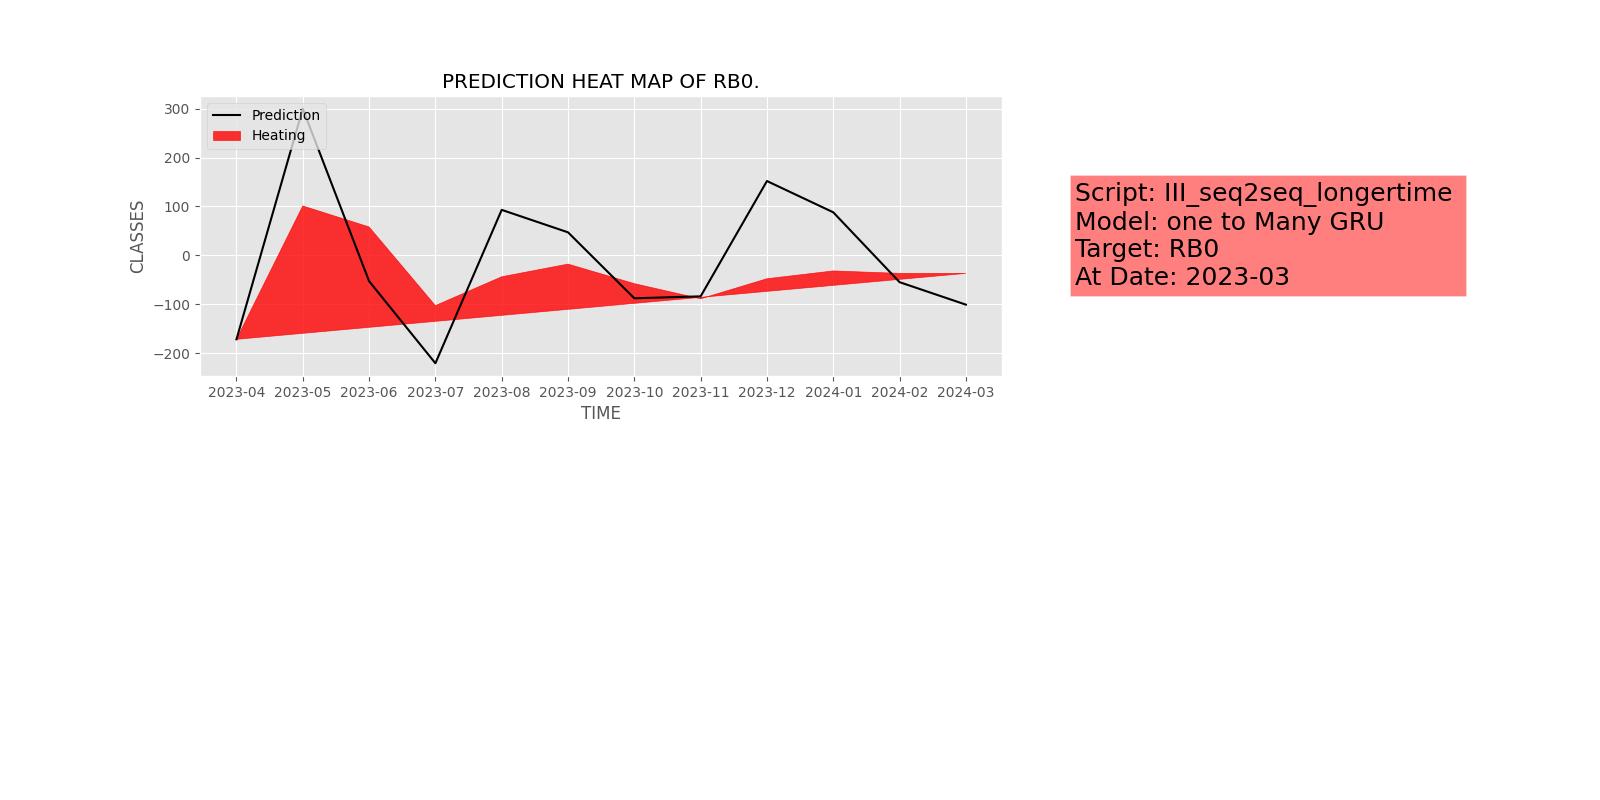 PREDICTION HEAT MAP OF RB0.
Prediction
Heating
CLASSES
300
200
100
0
−100
−200
2023-04 2023-05 2023-06 2023-07 2023-08 2023-09 2023-10 2023-11 2023-12 2024-01 2024-02 2024-03
TIME
Script: III_seq2seq_longertime
Model: one to Many GRU
Target: RB0
At Date: 2023-03